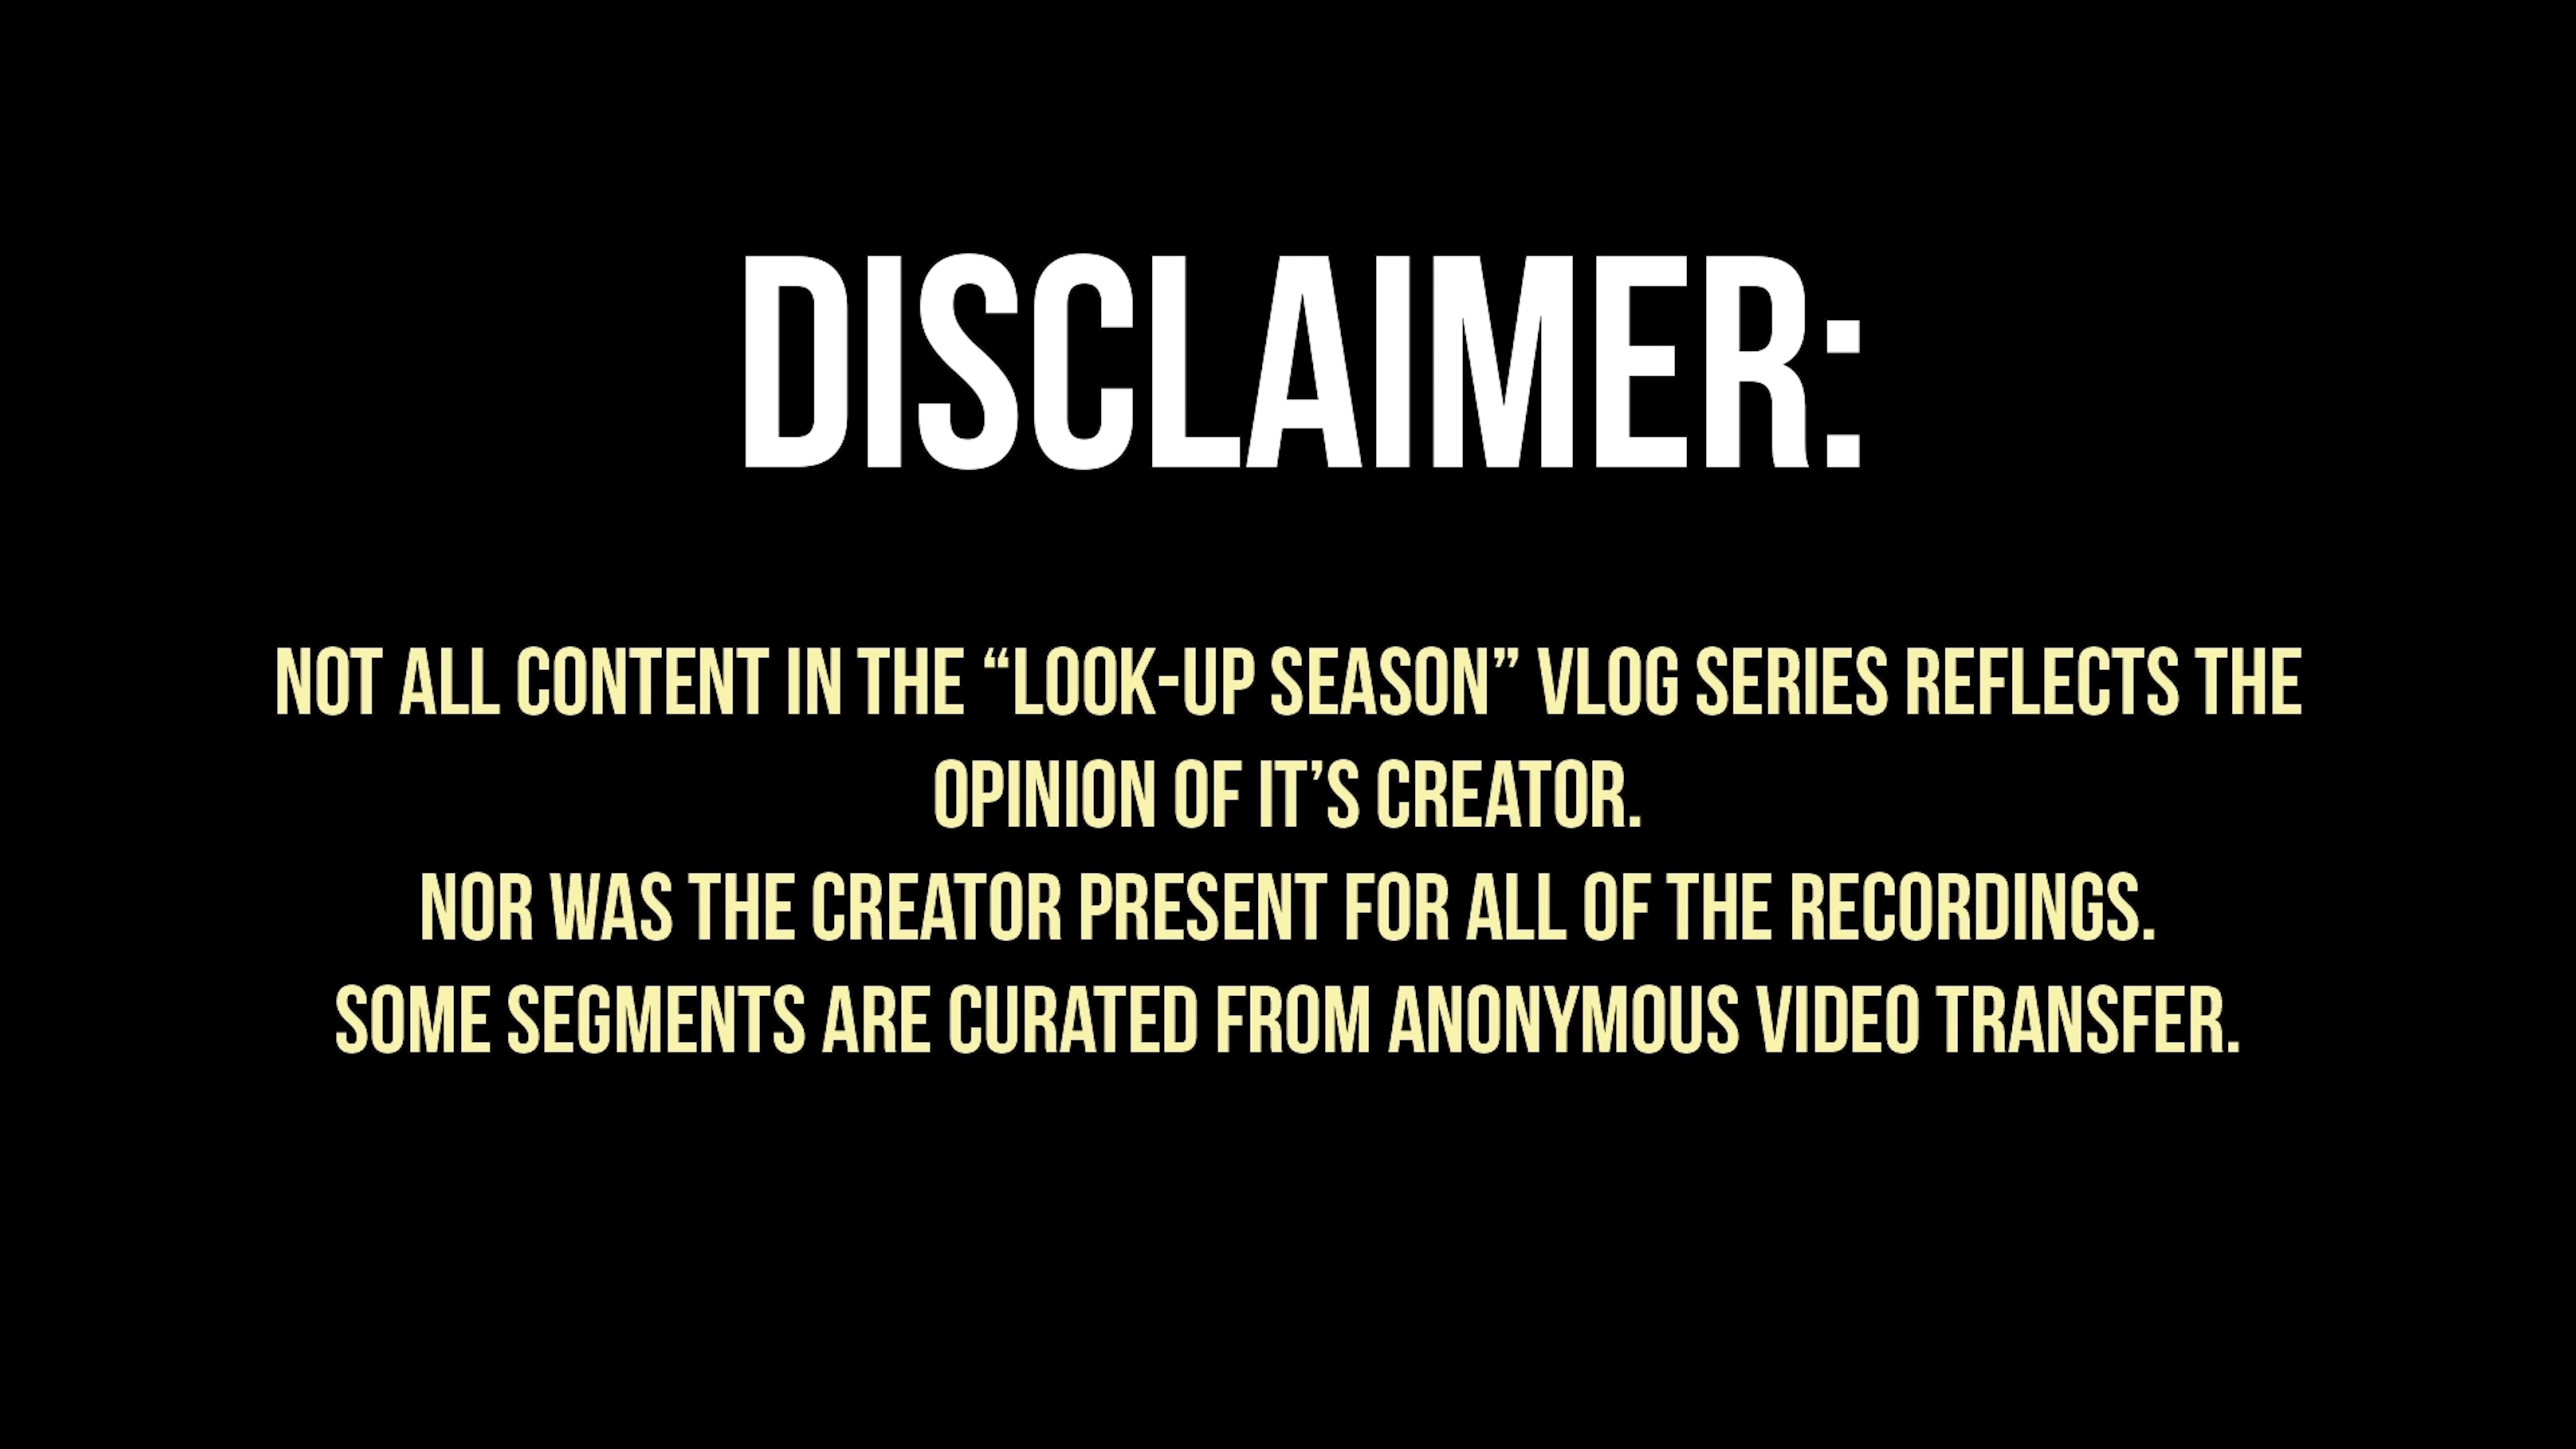 DISCLAIMER:
NOT ALL CONTENT IN THE “LOOK-UP SEASON” VLOG SERIES REFLECTS THE
OPINION OF IT’S CREATOR.
NOR WAS THE CREATOR PRESENT FOR ALL OF THE RECORDINGS.
SOME SEGMENTS ARE CURATED FROM ANONYMOUS VIDEO TRANSFER.